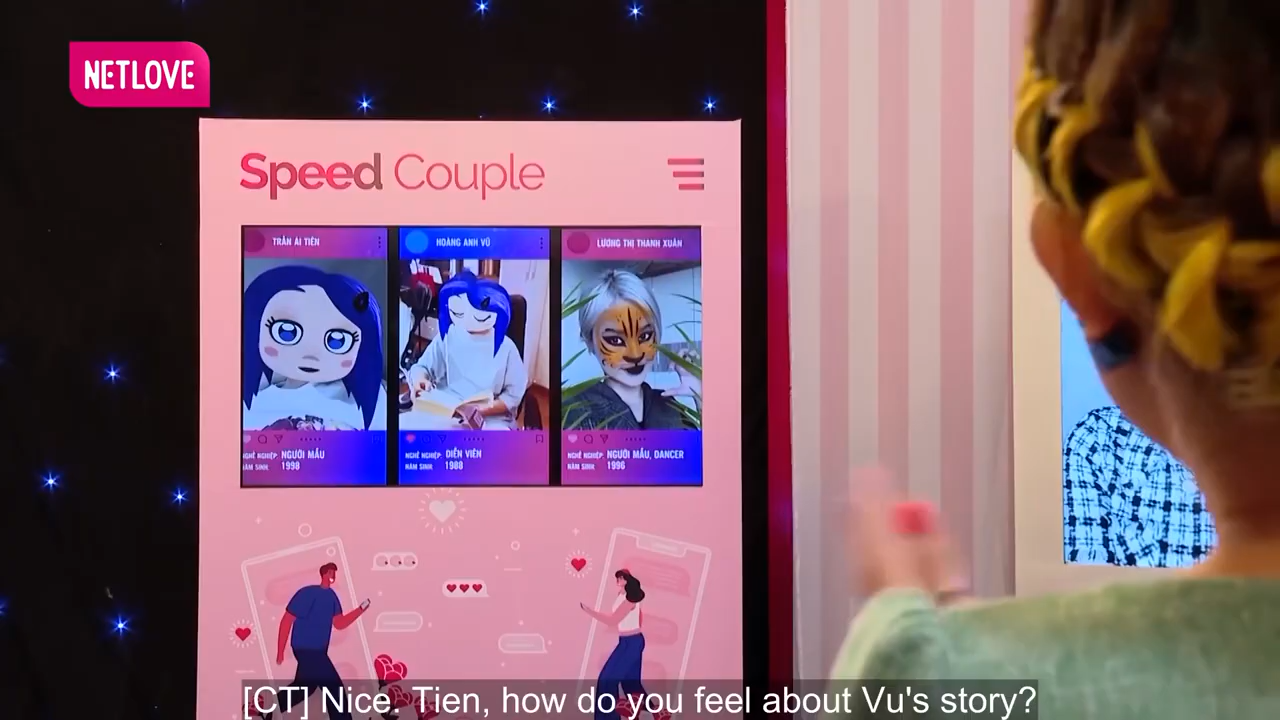 NETLOVE
Speed Couple
TRẦN ÁI TIÊN
HOÀNG ANH VŨ
LƯƠNG THỊ THANH XUÂN
NGHỀ NGHIỆP: NGƯỜI MẪU
NĂM SINH: 1998
NGHỀ NGHIỆP: DIỄN VIÊN
NĂM SINH: 1988
NGHỀ NGHIỆP: NGƯỜI MẪU, DANCER
NĂM SINH: 1996
[CT] Nice. Tien, how do you feel about Vu's story?